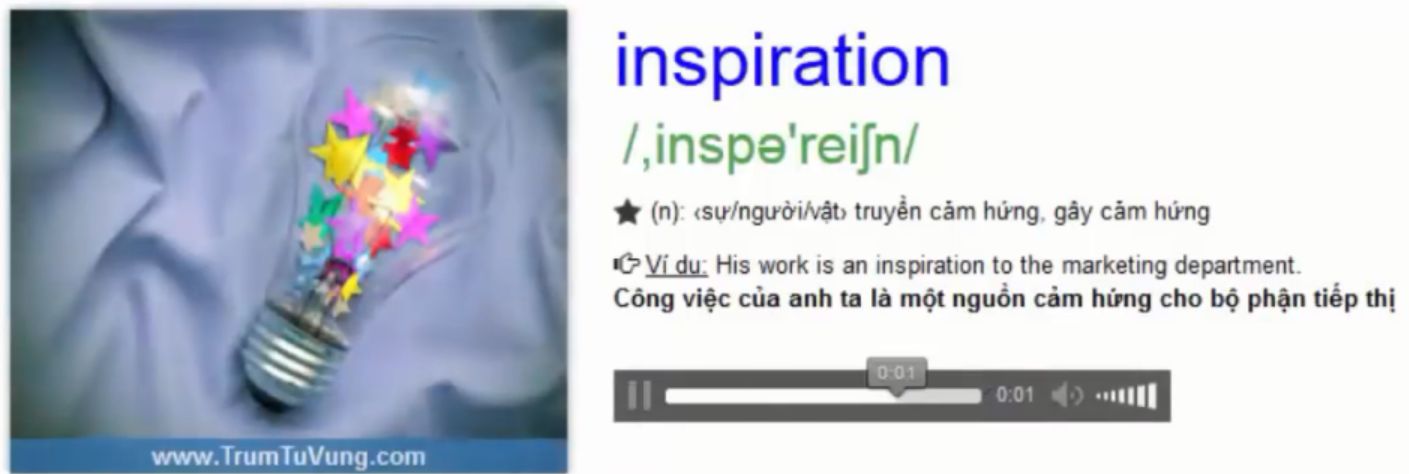 inspiration
/,inspə'reiʃn/
★ (n): ‹sự/người/vật› truyền cảm hứng, gây cảm hứng
Ví dụ: His work is an inspiration to the marketing department.
Công việc của anh ta là một nguồn cảm hứng cho bộ phận tiếp thị
0:01
0:01
www.TrumTuVung.com